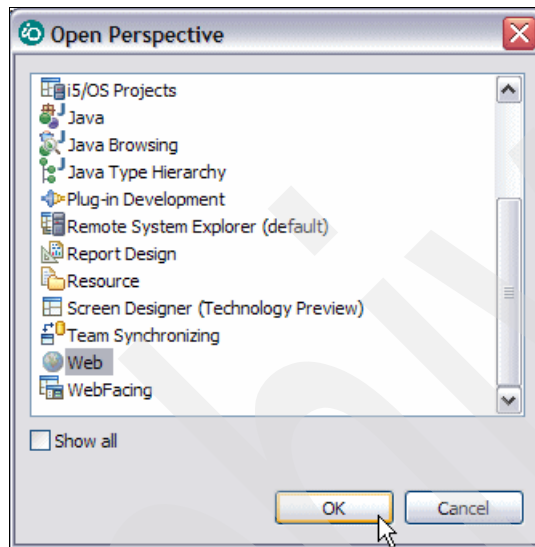 Open Perspective
i5/OS Projects
Java
Java Browsing
Java Type Hierarchy
Plug-in Development
Remote System Explorer (default)
Report Design
Resource
Screen Designer (Technology Preview)
Team Synchronizing
Web
WebFacing
Show all
OK Cancel